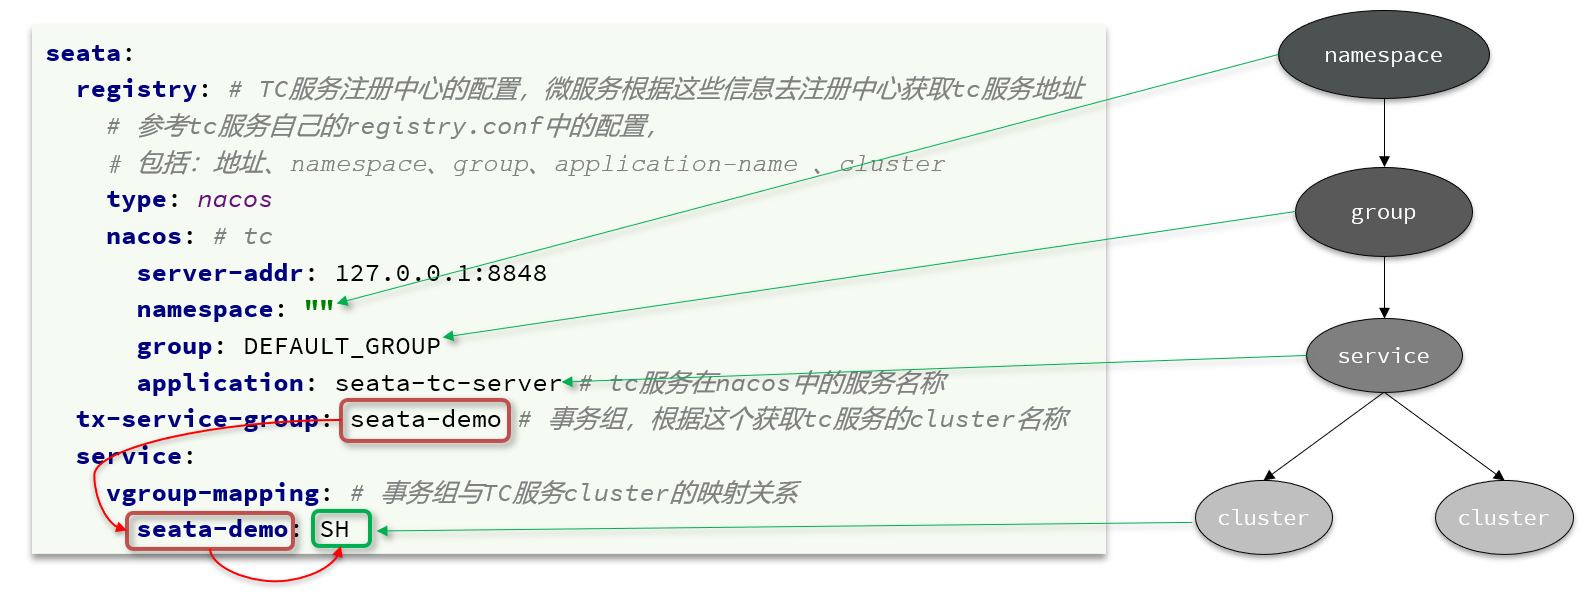 seata:
registry: # TC服务注册中心的配置，微服务根据这些信息去注册中心获取tc服务地址
# 参考tc服务自己的registry.conf中的配置，
# 包括：地址、namespace、group、application-name 、cluster
type: nacos
nacos: # tc
server-addr: 127.0.0.1:8848
namespace: ""
group: DEFAULT_GROUP
application: seata-tc-server # tc服务在nacos中的服务名称
tx-service-group: seata-demo # 事务组，根据这个获取tc服务的cluster名称
service:
vgroup-mapping: # 事务组与TC服务cluster的映射关系
seata-demo: SH
namespace
group
service
cluster
cluster